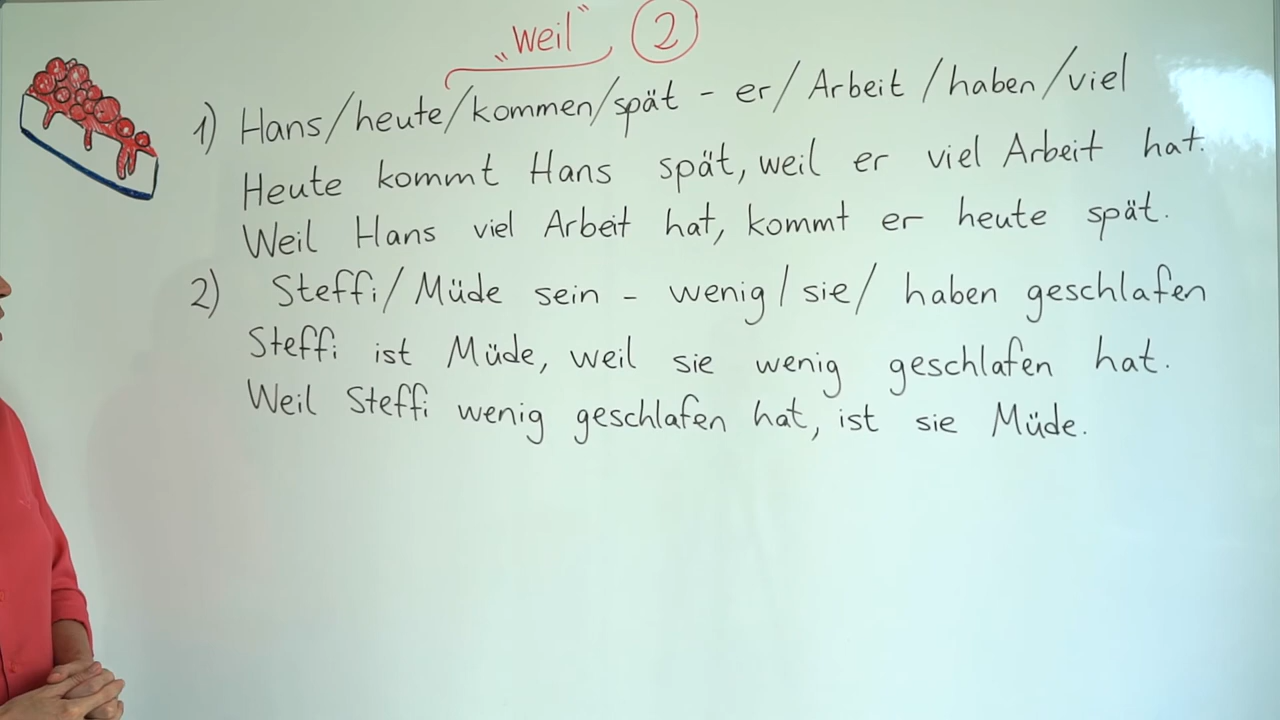 „Weil“ 2
1) Hans/heute/kommen/spät - er/ Arbeit /haben/viel
Heute kommt Hans spät, weil er viel Arbeit hat.
Weil Hans viel Arbeit hat, kommt er heute spät.
2) Steffi/ Müde sein - wenig/ sie/ haben geschlafen
Steffi ist Müde, weil sie wenig geschlafen hat.
Weil Steffi wenig geschlafen hat, ist sie Müde.